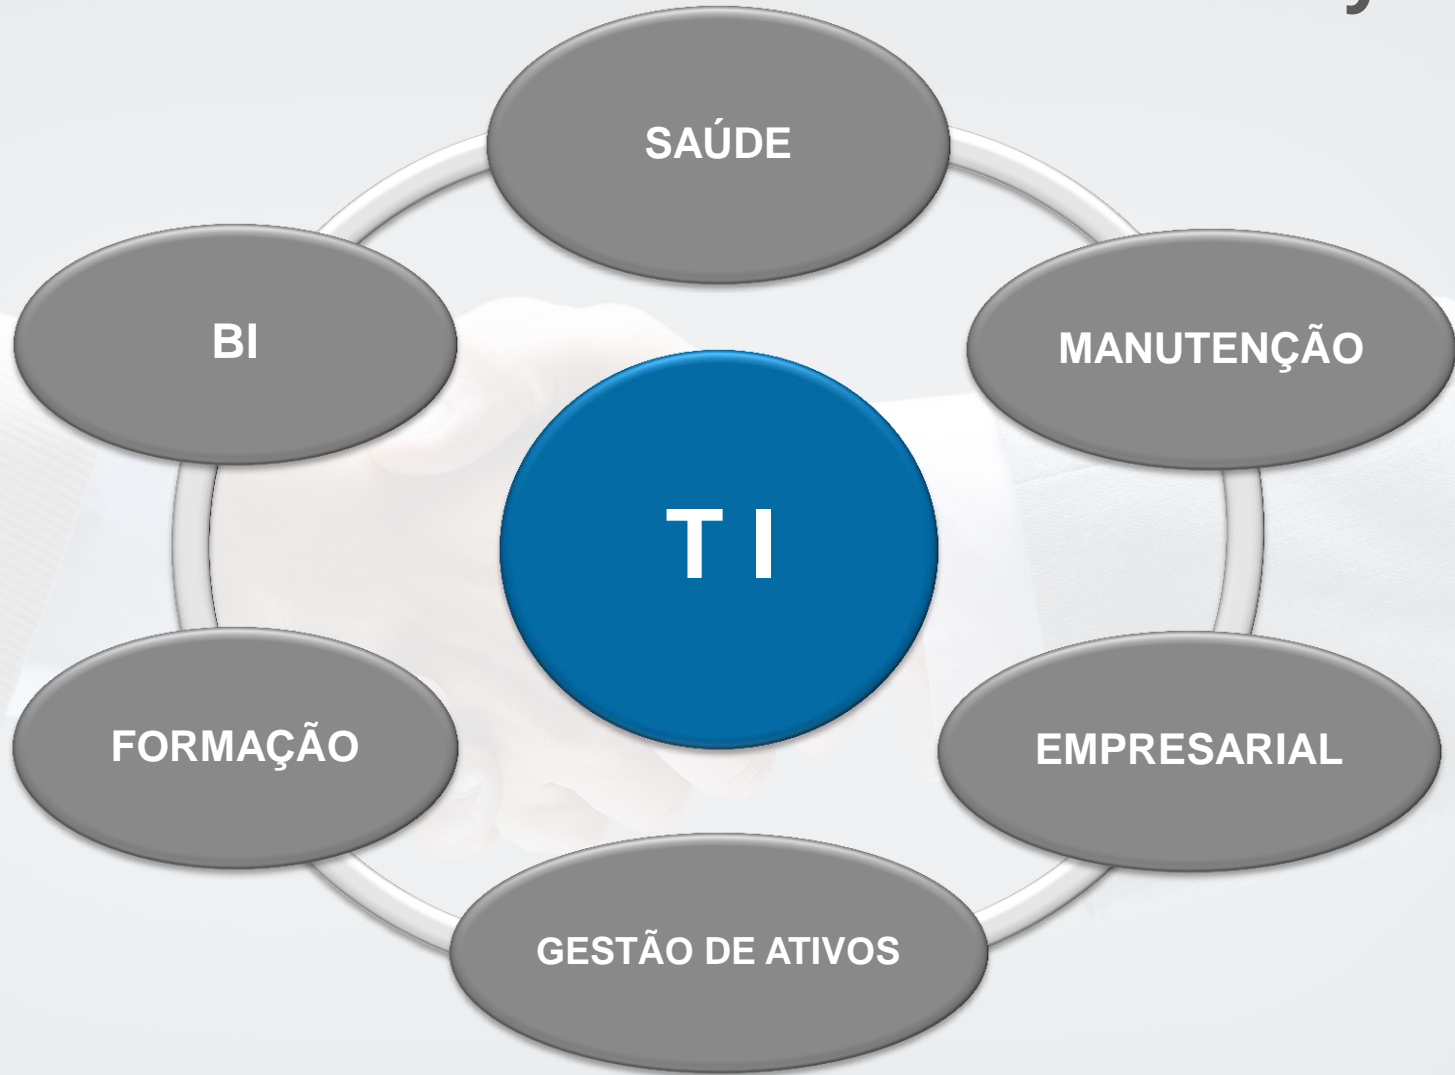 SAÚDE
BI
MANUTENÇÃO
T I
FORMAÇÃO
EMPRESARIAL
GESTÃO DE ATIVOS